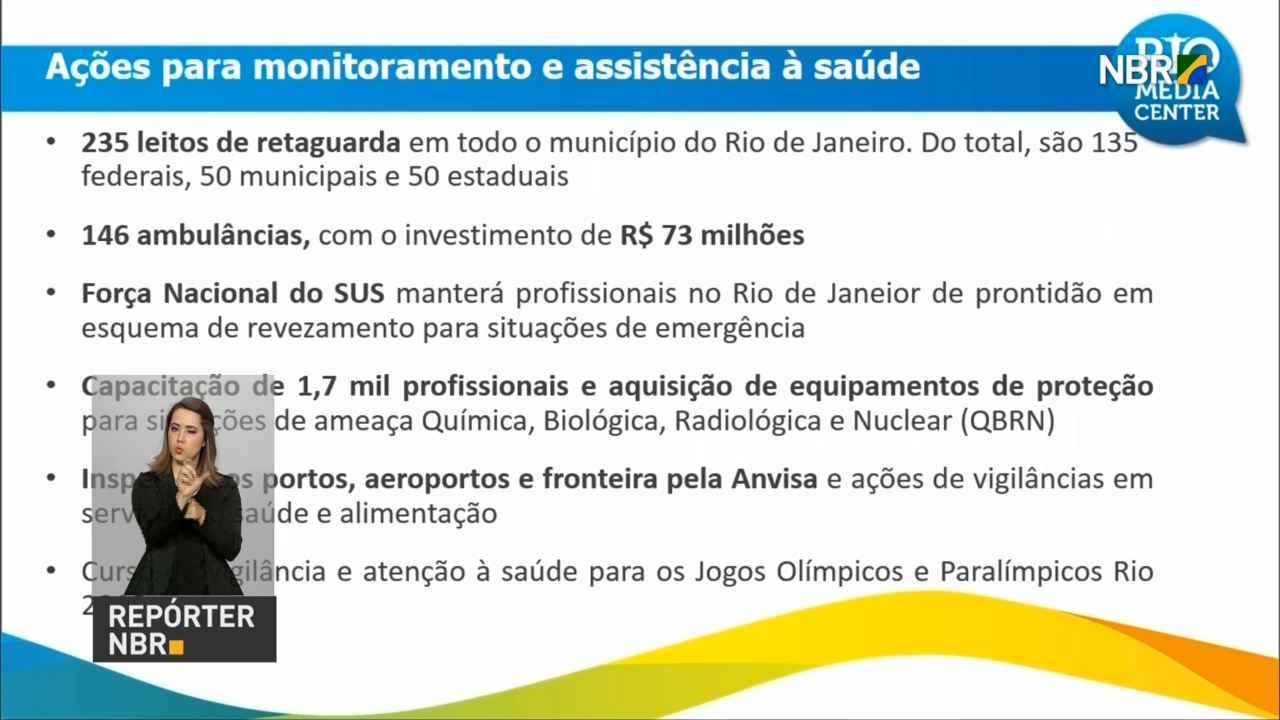 Ações para monitoramento e assistência à saúde
NBR
RIO
MEDIA
CENTER
• 235 leitos de retaguarda em todo o município do Rio de Janeiro. Do total, são 135
federais, 50 municipais e 50 estaduais
• 146 ambulâncias, com o investimento de R$ 73 milhões
• Força Nacional do SUS manterá profissionais no Rio de Janeior de prontidão em
esquema de revezamento para situações de emergência
• Capacitação de 1,7 mil profissionais e aquisição de equipamentos de proteção
para situações de ameaça Química, Biológica, Radiológica e Nuclear (QBRN)
• portos, aeroportos e fronteira pela Anvisa e ações de vigilâncias em
saúde e alimentação
• Curso de vigilância e atenção à saúde para os Jogos Olímpicos e Paralímpicos Rio
REPÓRTER
NBR